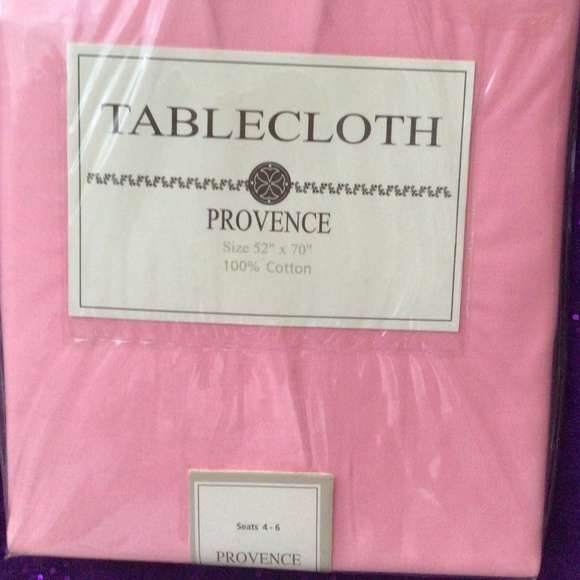 TABLECLOTH
PROVENCE
Size 52" x 70"
100% Cotton
Seats 4 - 6
PROVENCE